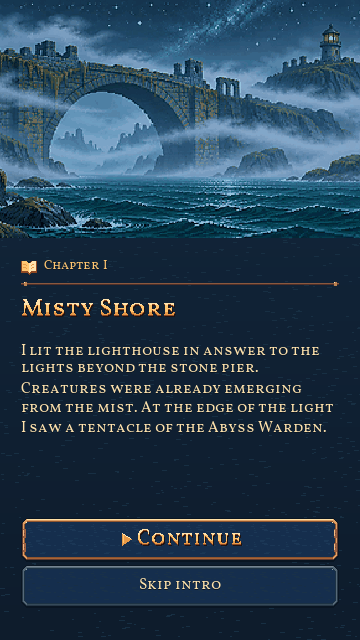 Chapter I
Misty Shore
I lit the lighthouse in answer to the
lights beyond the stone pier.
Creatures were already emerging
from the mist. At the edge of the light
I saw a tentacle of the Abyss Warden.
Continue
Skip intro